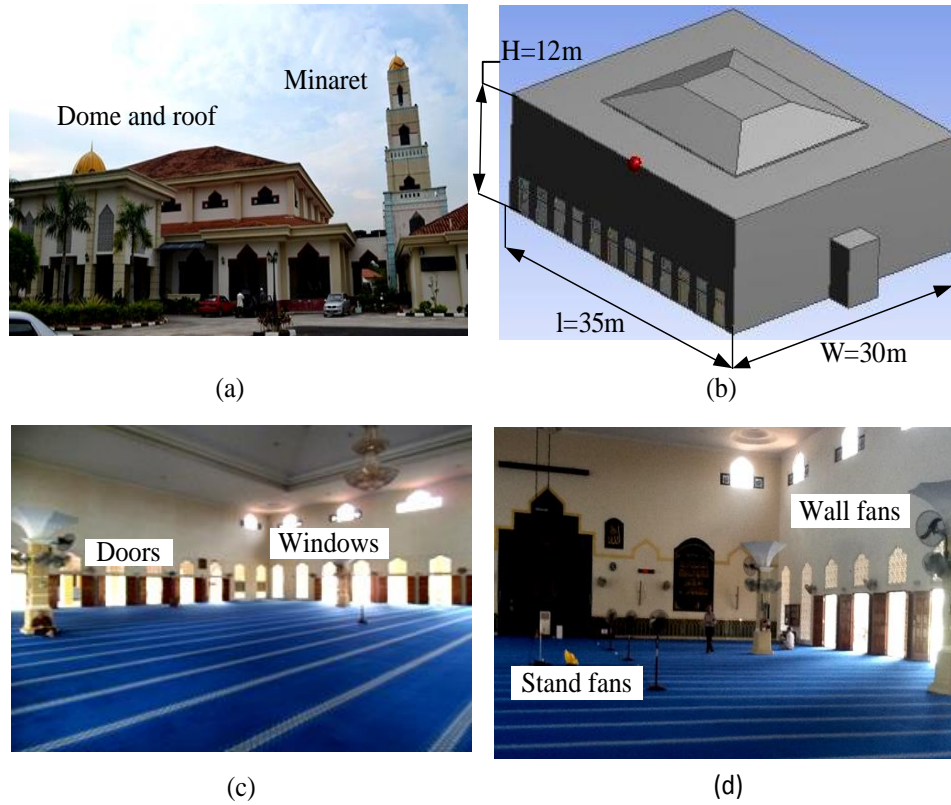 Minaret
Dome and roof
(a)
H=12m
l=35m
W=30m
(b)
Doors
Windows
(c)
Wall fans
Stand fans
(d)